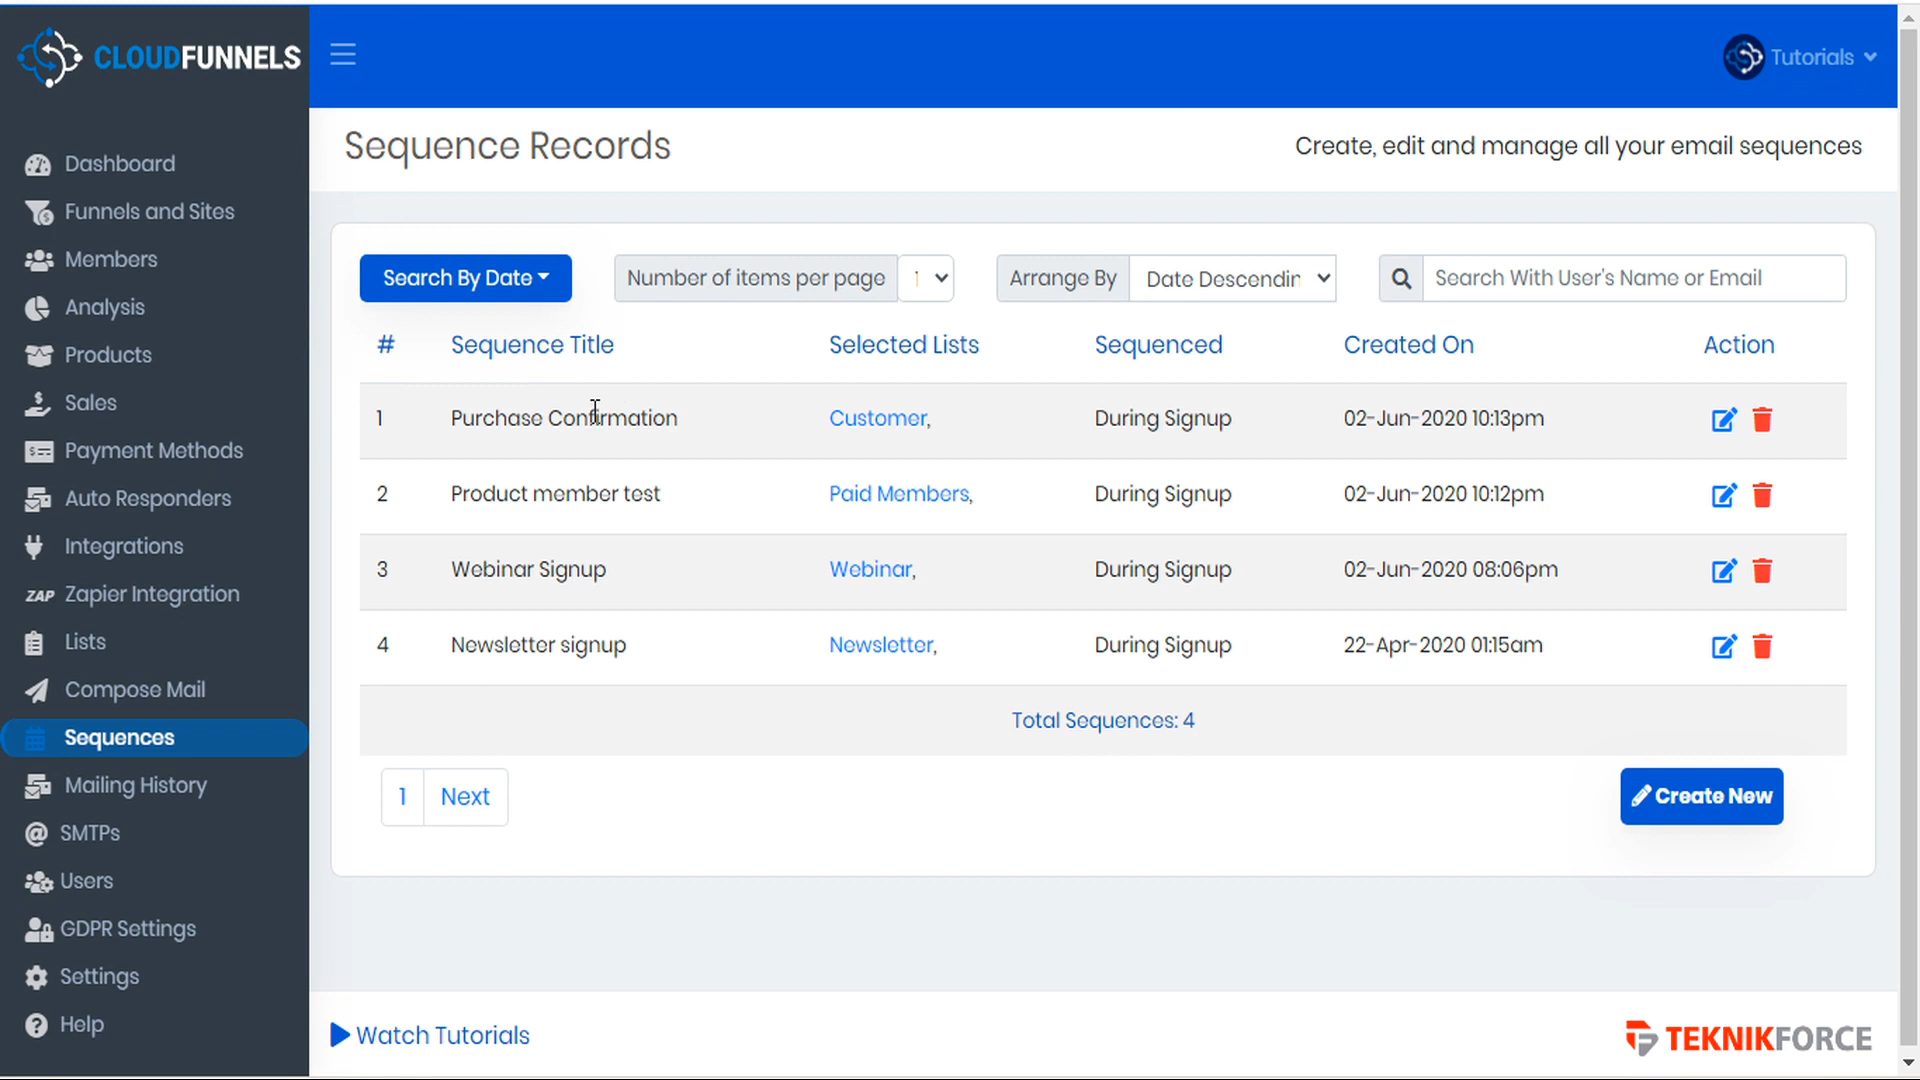 CLOUDFUNNELS
Tutorials
Dashboard
Funnels and Sites
Members
Analysis
Products
Sales
Payment Methods
Auto Responders
Integrations
ZAP Zapier Integration
Lists
Compose Mail
Sequences
Mailing History
SMTPs
Users
GDPR Settings
Settings
Help
Sequence Records
Create, edit and manage all your email sequences
Search By Date
Number of items per page
Arrange By Date Descendin
Search With User's Name or Email
# Sequence Title Selected Lists Sequenced Created On Action
1 Purchase Confirmation Customer, During Signup 02-Jun-2020 10:13pm
2 Product member test Paid Members, During Signup 02-Jun-2020 10:12pm
3 Webinar Signup Webinar, During Signup 02-Jun-2020 08:06pm
4 Newsletter signup Newsletter, During Signup 22-Apr-2020 01:15am
Total Sequences: 4
1 Next
Create New
Watch Tutorials
TEKNIKFORCE